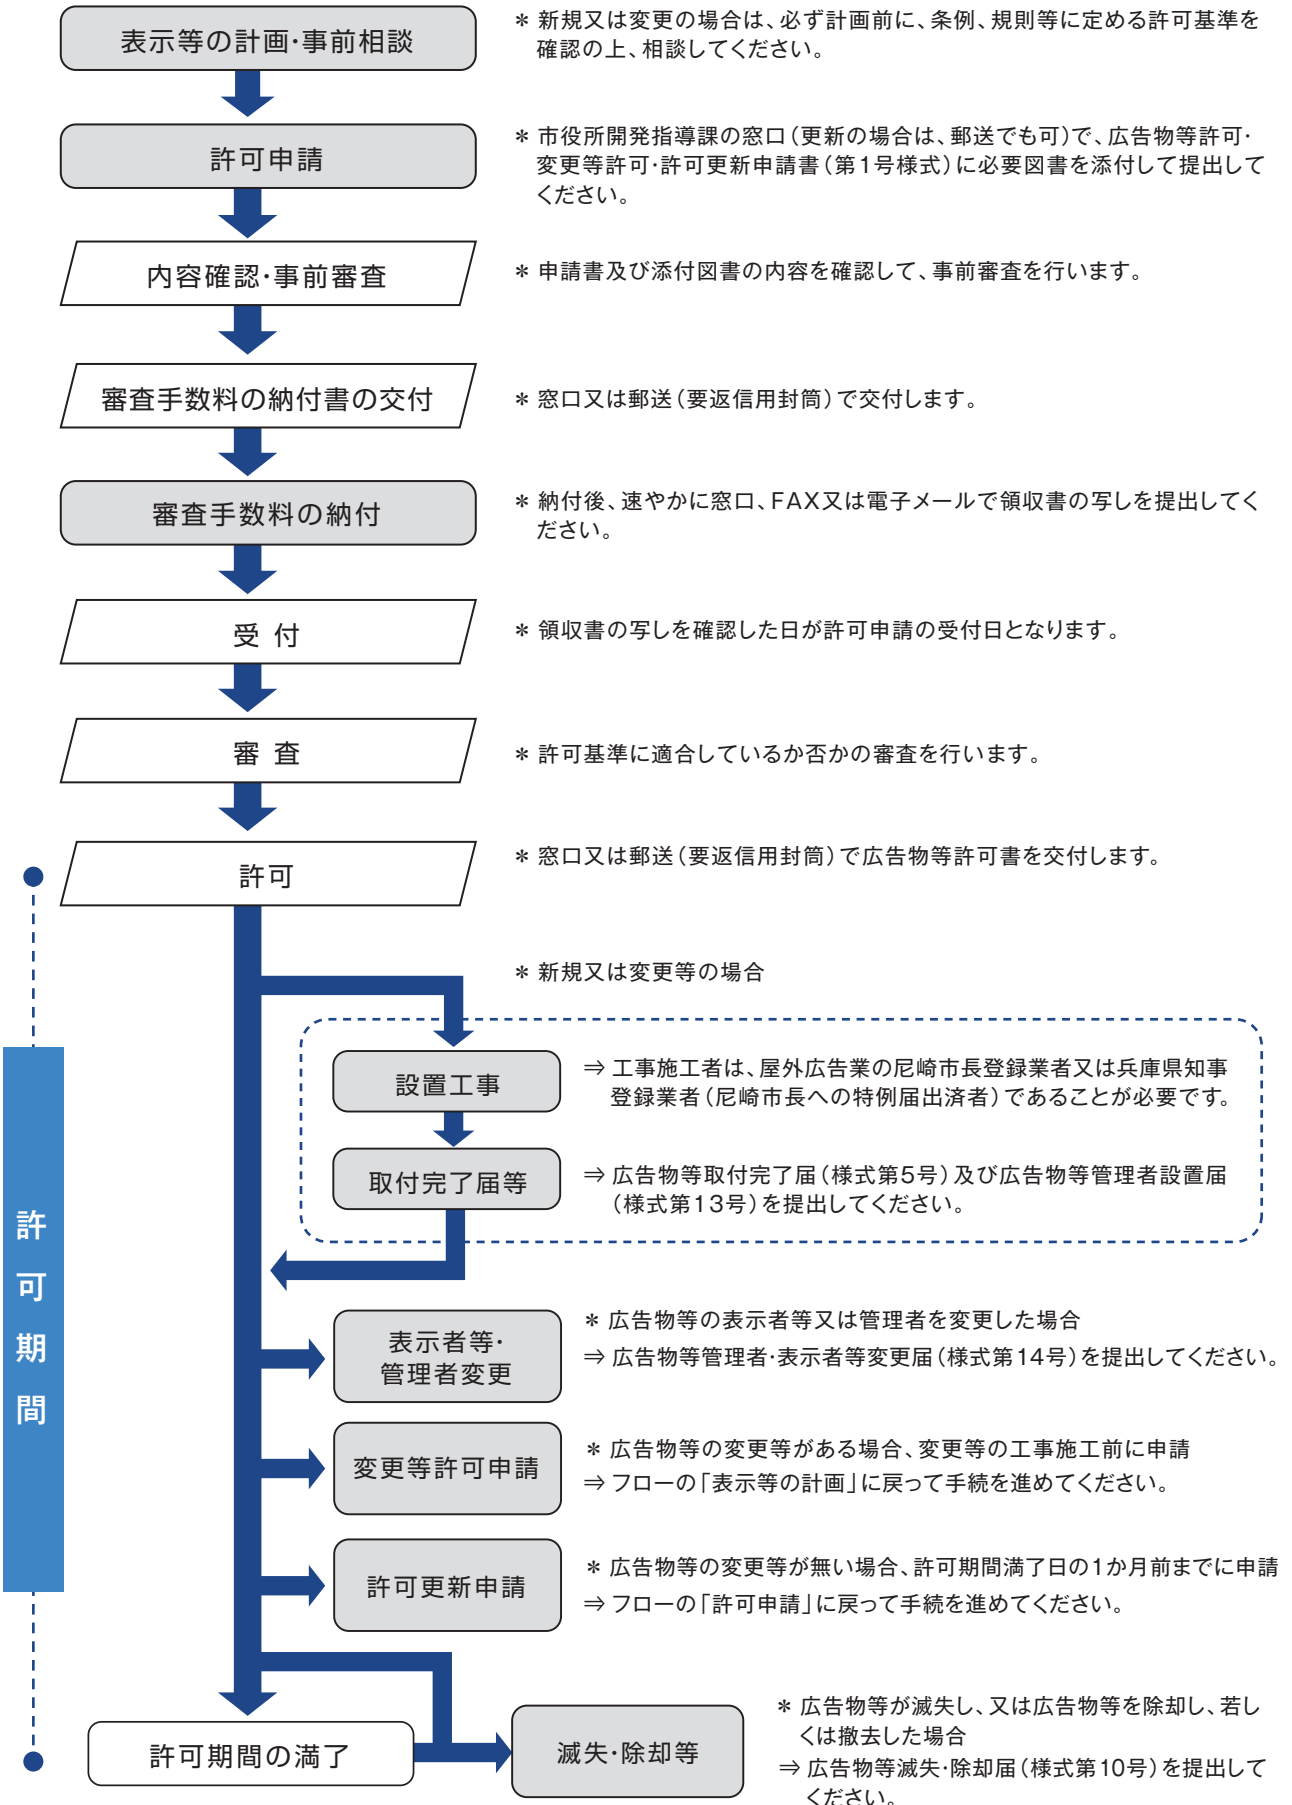 表示等の計画・事前相談
＊ 新規又は変更の場合は、必ず計画前に、条例、規則等に定める許可基準を
確認の上、相談してください。
許可申請
＊ 市役所開発指導課の窓口（更新の場合は、郵送でも可）で、広告物等許可・
変更等許可・許可更新申請書（第1号様式）に必要図書を添付して提出して
ください。
内容確認・事前審査
＊ 申請書及び添付図書の内容を確認して、事前審査を行います。
審査手数料の納付書の交付
＊ 窓口又は郵送（要返信用封筒）で交付します。
審査手数料の納付
＊ 納付後、速やかに窓口、FAX又は電子メールで領収書の写しを提出してく
ださい。
受 付
＊ 領収書の写しを確認した日が許可申請の受付日となります。
審 査
＊ 許可基準に適合しているか否かの審査を行います。
許可
＊ 窓口又は郵送（要返信用封筒）で広告物等許可書を交付します。
＊ 新規又は変更等の場合
設置工事
⇒ 工事施工者は、屋外広告業の尼崎市長登録業者又は兵庫県知事
登録業者（尼崎市長への特例届出済者）であることが必要です。
取付完了届等
⇒ 広告物等取付完了届（様式第5号）及び広告物等管理者設置届
（様式第13号）を提出してください。
許可期間
表示者等・
管理者変更
＊ 広告物等の表示者等又は管理者を変更した場合
⇒ 広告物等管理者・表示者等変更届（様式第14号）を提出してください。
変更等許可申請
＊ 広告物等の変更等がある場合、変更等の工事施工前に申請
⇒ フローの「表示等の計画」に戻って手続を進めてください。
許可更新申請
＊ 広告物等の変更等が無い場合、許可期間満了日の1か月前までに申請
⇒ フローの「許可申請」に戻って手続を進めてください。
許可期間の満了
滅失・除却等
＊ 広告物等が滅失し、又は広告物等を除却し、若し
くは撤去した場合
⇒ 広告物等滅失・除却届（様式第10号）を提出して
ください。